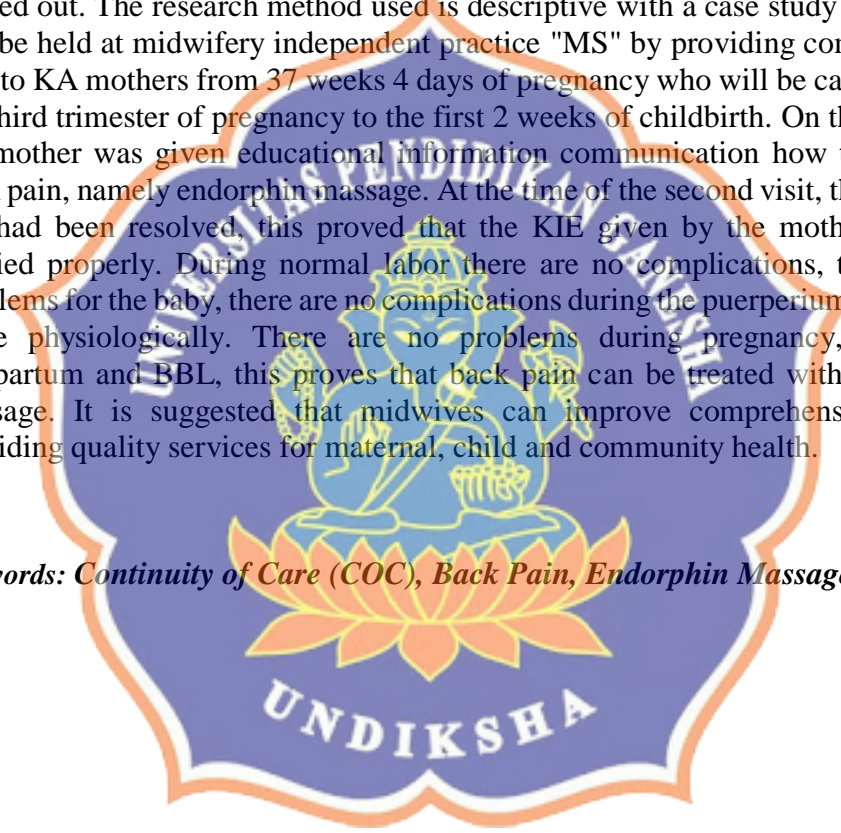 ed out. The research method used is descriptive with a case study
be held at midwifery independent practice "MS" by providing con
to KA mothers from 37 weeks 4 days of pregnancy who will be ca
hird trimester of pregnancy to the first 2 weeks of childbirth. On th
mother was given educational information communication how t
pain, namely endorphin massage. At the time of the second visit, th
had been resolved, this proved that the KIE given by the moth
ied properly. During normal labor there are no complications, t
lems for the baby, there are no complications during the puerperium
e physiologically. There are no problems during pregnancy,
partum and BBL, this proves that back pain can be treated with
sage. It is suggested that midwives can improve comprehens
iding quality services for maternal, child and community health.
words: Continuity of Care (COC), Back Pain, Endorphin Massage
UNIVERSITAS PENDIDIKAN GANESHA
UNDIKSHA